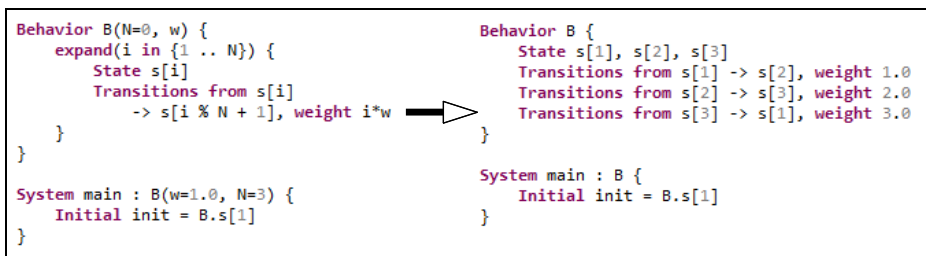 Behavior B(N=0, w) {
    expand(i in {1 .. N}) {
        State s[i]
        Transitions from s[i]
            -> s[i % N + 1], weight i*w
    }
}

System main : B(w=1.0, N=3) {
    Initial init = B.s[1]
}

Behavior B {
    State s[1], s[2], s[3]
    Transitions from s[1] -> s[2], weight 1.0
    Transitions from s[2] -> s[3], weight 2.0
    Transitions from s[3] -> s[1], weight 3.0
}

System main : B {
    Initial init = B.s[1]
}